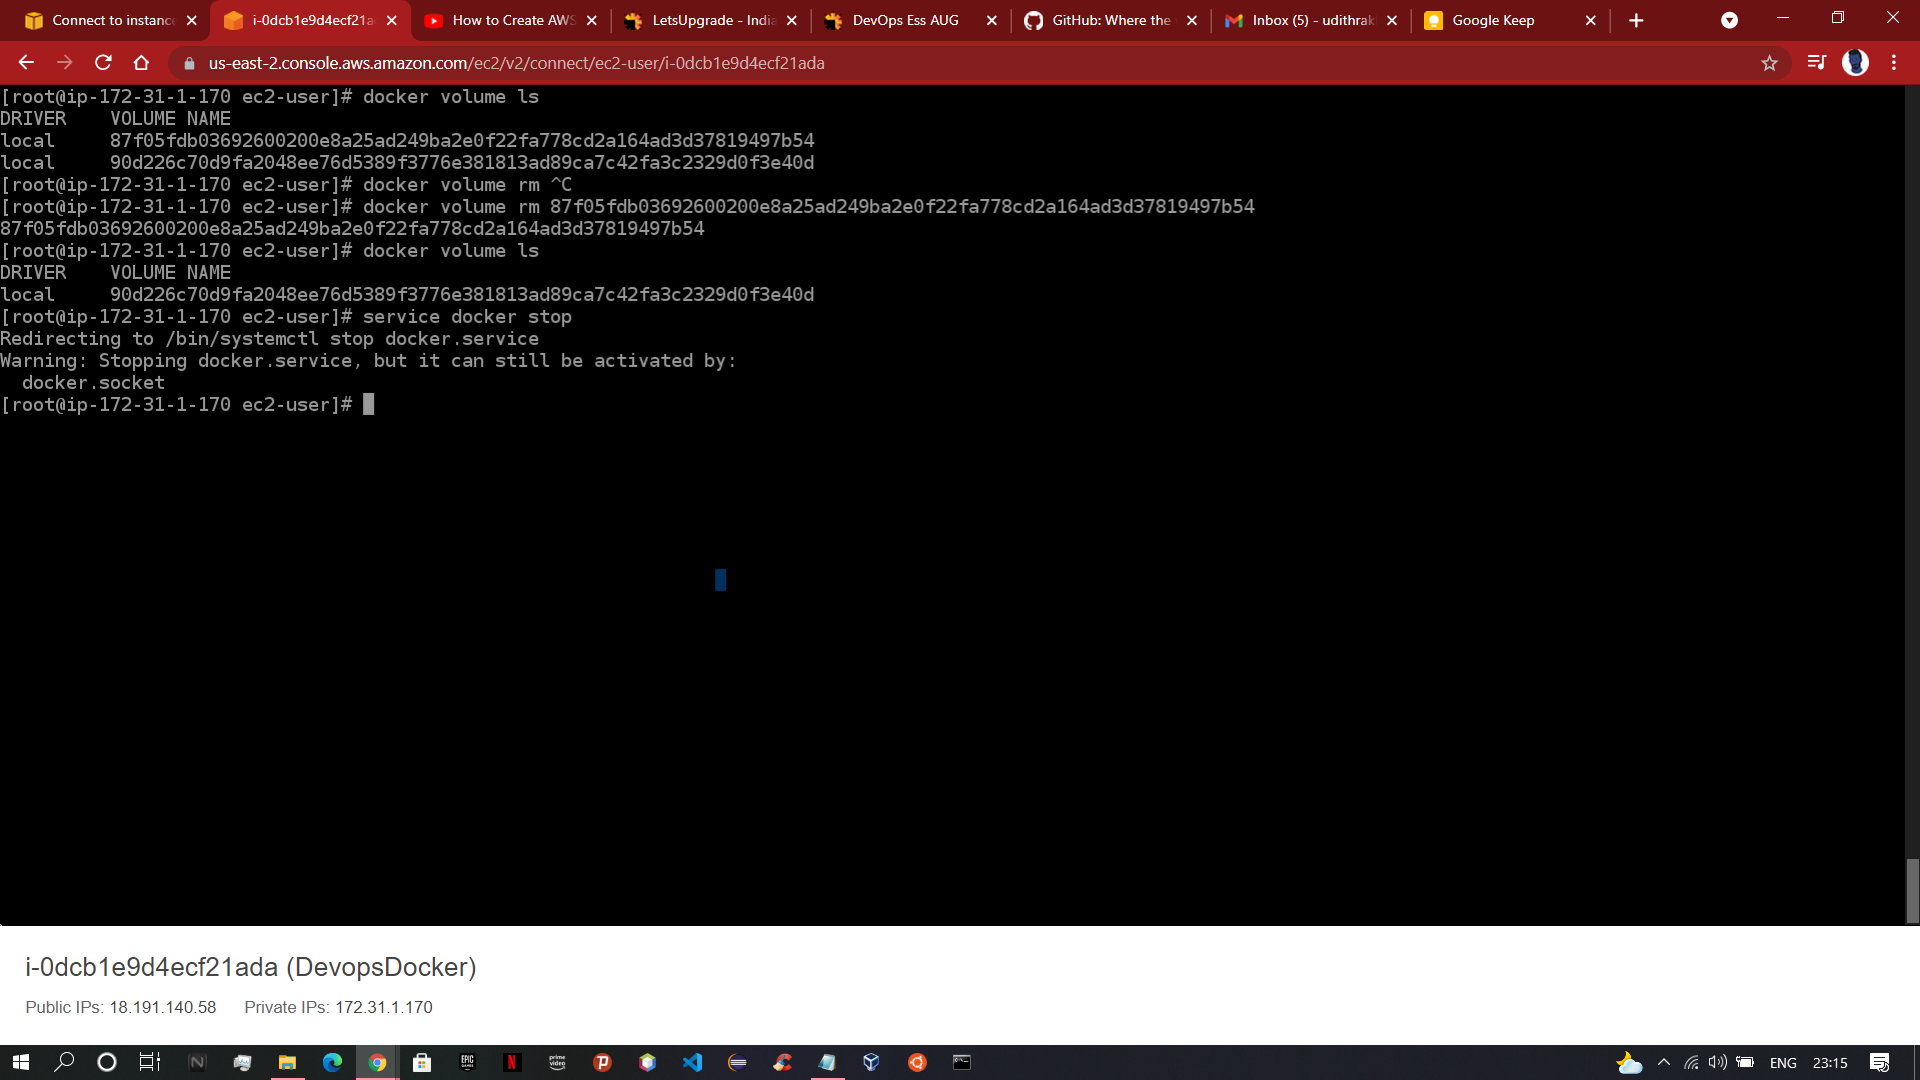 Connect to instance
i-0dcb1e9d4ecf21a
How to Create AWS
LetsUpgrade - India
DevOps Ess AUG
GitHub: Where the
Inbox (5) - udithrak
Google Keep
us-east-2.console.aws.amazon.com/ec2/v2/connect/ec2-user/i-0dcb1e9d4ecf21ada
[root@ip-172-31-1-170 ec2-user]# docker volume ls
DRIVER    VOLUME NAME
local     87f05fdb03692600200e8a25ad249ba2e0f22fa778cd2a164ad3d37819497b54
local     90d226c70d9fa2048ee76d5389f3776e381813ad89ca7c42fa3c2329d0f3e40d
[root@ip-172-31-1-170 ec2-user]# docker volume rm ^C
[root@ip-172-31-1-170 ec2-user]# docker volume rm 87f05fdb03692600200e8a25ad249ba2e0f22fa778cd2a164ad3d37819497b54
87f05fdb03692600200e8a25ad249ba2e0f22fa778cd2a164ad3d37819497b54
[root@ip-172-31-1-170 ec2-user]# docker volume ls
DRIVER    VOLUME NAME
local     90d226c70d9fa2048ee76d5389f3776e381813ad89ca7c42fa3c2329d0f3e40d
[root@ip-172-31-1-170 ec2-user]# service docker stop
Redirecting to /bin/systemctl stop docker.service
Warning: Stopping docker.service, but it can still be activated by:
  docker.socket
[root@ip-172-31-1-170 ec2-user]#
i-0dcb1e9d4ecf21ada (DevopsDocker)
Public IPs: 18.191.140.58 Private IPs: 172.31.1.170
EPIC GAMES
prime video
ENG
23:15